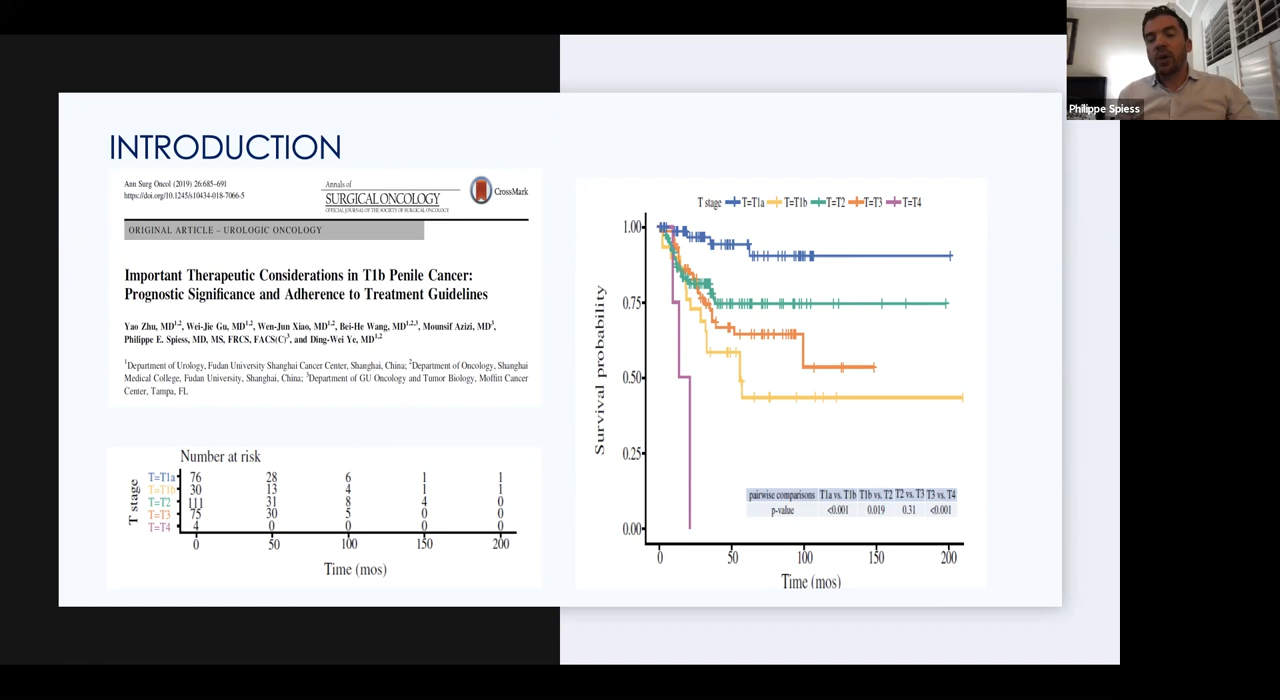 Philippe Spiess
INTRODUCTION
Ann Surg Oncol (2019) 26:685–691
https://doi.org/10.1245/s10434-018-7066-5
Annals of
SURGICAL ONCOLOGY
OFFICIAL JOURNAL OF THE SOCIETY OF SURGICAL ONCOLOGY
CrossMark
ORIGINAL ARTICLE – UROLOGIC ONCOLOGY
Important Therapeutic Considerations in T1b Penile Cancer:
Prognostic Significance and Adherence to Treatment Guidelines
Yao Zhu, MD1,2, Wei-Jie Gu, MD1,2, Wen-Jun Xiao, MD1,2, Bei-He Wang, MD1,2,3, Mounsif Azizi, MD3,
Philippe E. Spiess, MD, MS, FRCS, FACS(C)3, and Ding-Wei Ye, MD1,2
1Department of Urology, Fudan University Shanghai Cancer Center, Shanghai, China; 2Department of Oncology, Shanghai
Medical College, Fudan University, Shanghai, China; 3Department of GU Oncology and Tumor Biology, Moffitt Cancer
Center, Tampa, FL
Number at risk
T stage
T=T1a 76 28 6 1 1
T=T1b 30 13 4 1 1
T=T2 111 31 8 4 0
T=T3 75 30 5 0 0
T=T4 4 0 0 0 0
0 50 100 150 200
Time (mos)
T stage T=T1a T=T1b T=T2 T=T3 T=T4
Survival probability
1.00
0.75
0.50
0.25
0.00
pairwise comparisons T1a vs. T1b T1b vs. T2 T2 vs. T3 T3 vs. T4
p-value <0.001 0.019 0.31 <0.001
0 50 100 150 200
Time (mos)